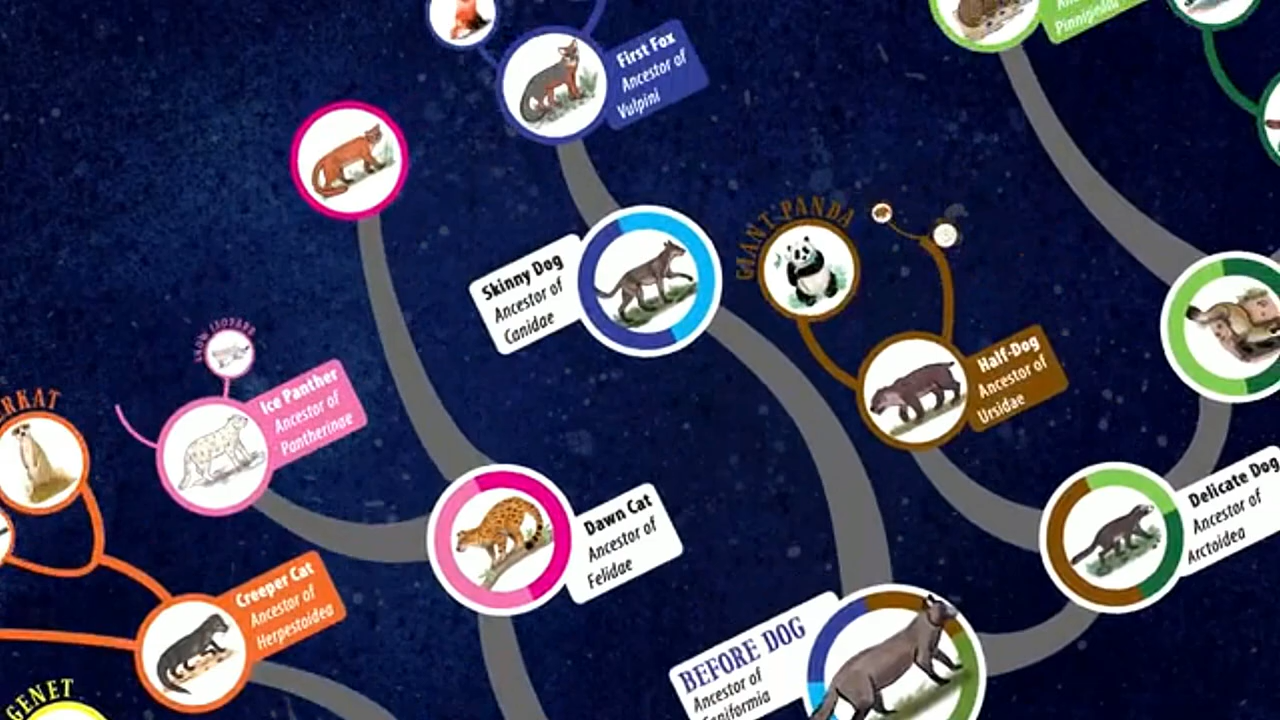 First Fox
Ancestor of
Vulpini
Skinny Dog
Ancestor of
Canidae
GIANT PANDA
Half-Dog
Ancestor of
Ursidae
Ice Panther
Ancestor of
Pantherinae
Dawn Cat
Ancestor of
Felidae
Delicate Dog
Ancestor of
Arctoidea
Creeper Cat
Ancestor of
Herpestoidea
BEFORE DOG
Ancestor of
GENET